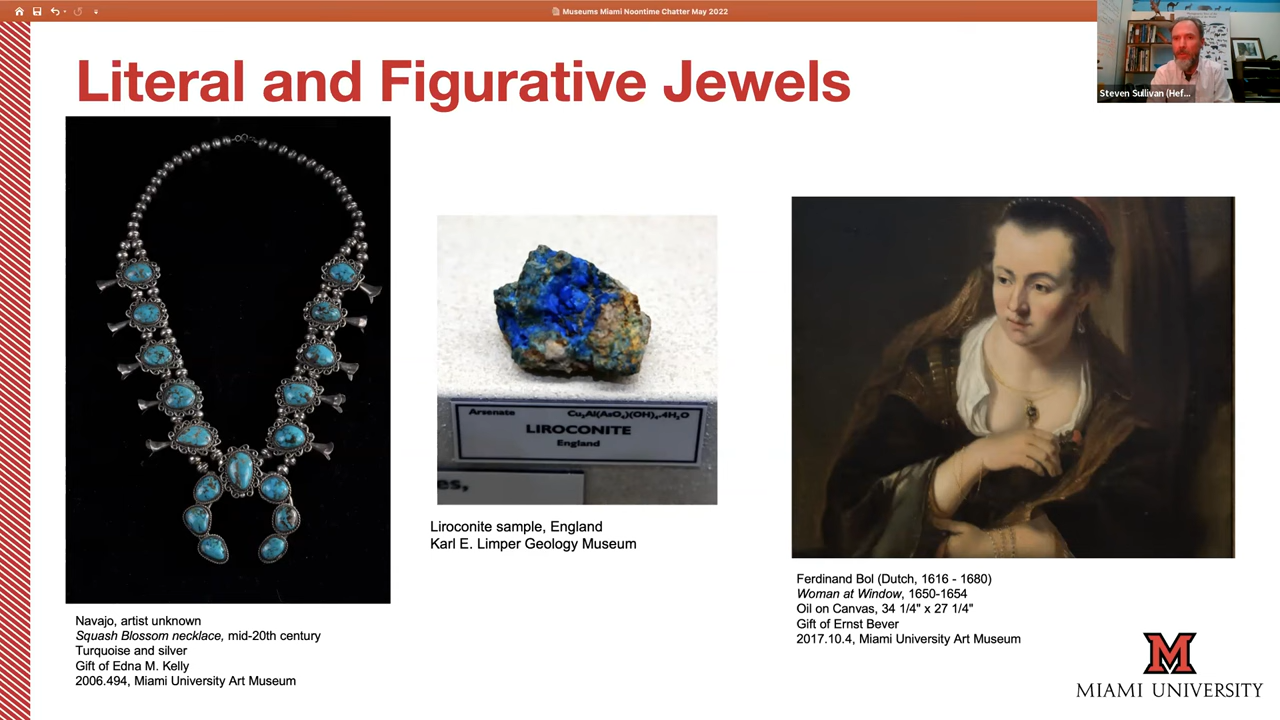 Museums Miami Noontime Chatter May 2022
Steven Sullivan (Hef...
Literal and Figurative Jewels
Arsenate Cu₂Al(AsO₄)(OH)₄·4H₂O
LIROCONITE
England
es,
Liroconite sample, England
Karl E. Limper Geology Museum
Navajo, artist unknown
Squash Blossom necklace, mid-20th century
Turquoise and silver
Gift of Edna M. Kelly
2006.494, Miami University Art Museum
Ferdinand Bol (Dutch, 1616 - 1680)
Woman at Window, 1650-1654
Oil on Canvas, 34 1/4" x 27 1/4"
Gift of Ernst Bever
2017.10.4, Miami University Art Museum
M
MIAMI UNIVERSITY